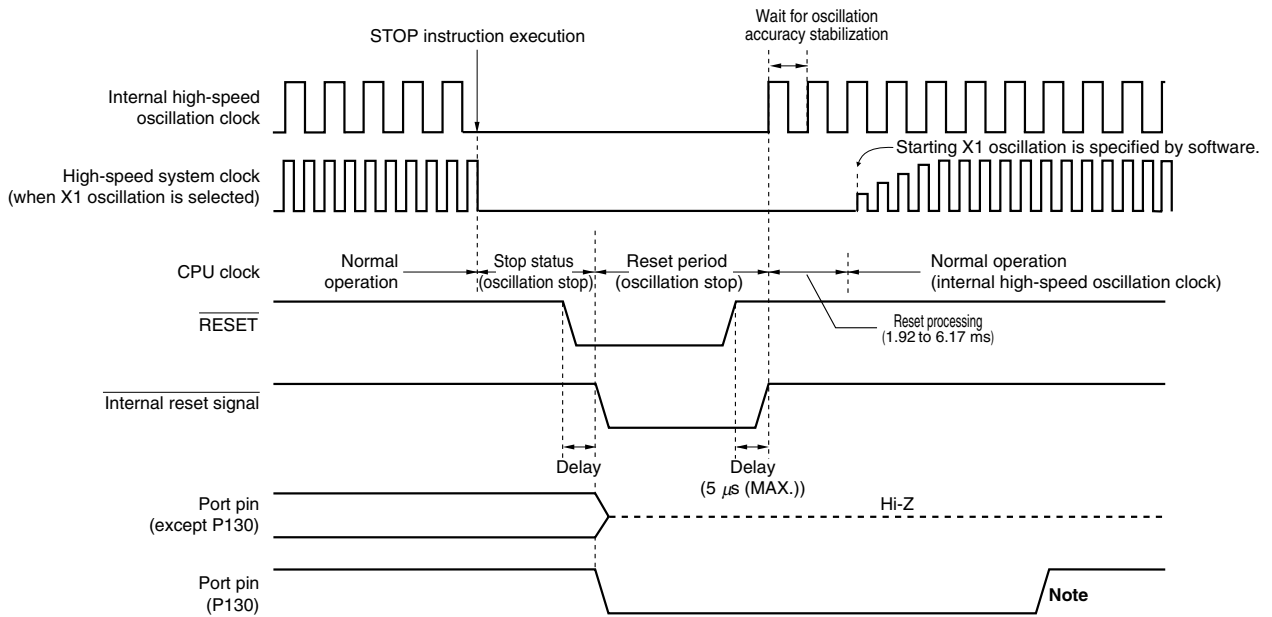 Wait for oscillation
accuracy stabilization
STOP instruction execution
Internal high-speed
oscillation clock
Starting X1 oscillation is specified by software.
High-speed system clock
(when X1 oscillation is selected)
CPU clock
Normal
operation
Stop status
(oscillation stop)
Reset period
(oscillation stop)
Normal operation
(internal high-speed oscillation clock)
RESET
Reset processing
(1.92 to 6.17 ms)
Internal reset signal
Delay
Delay
(5 μs (MAX.))
Port pin
(except P130)
Hi-Z
Port pin
(P130)
Note